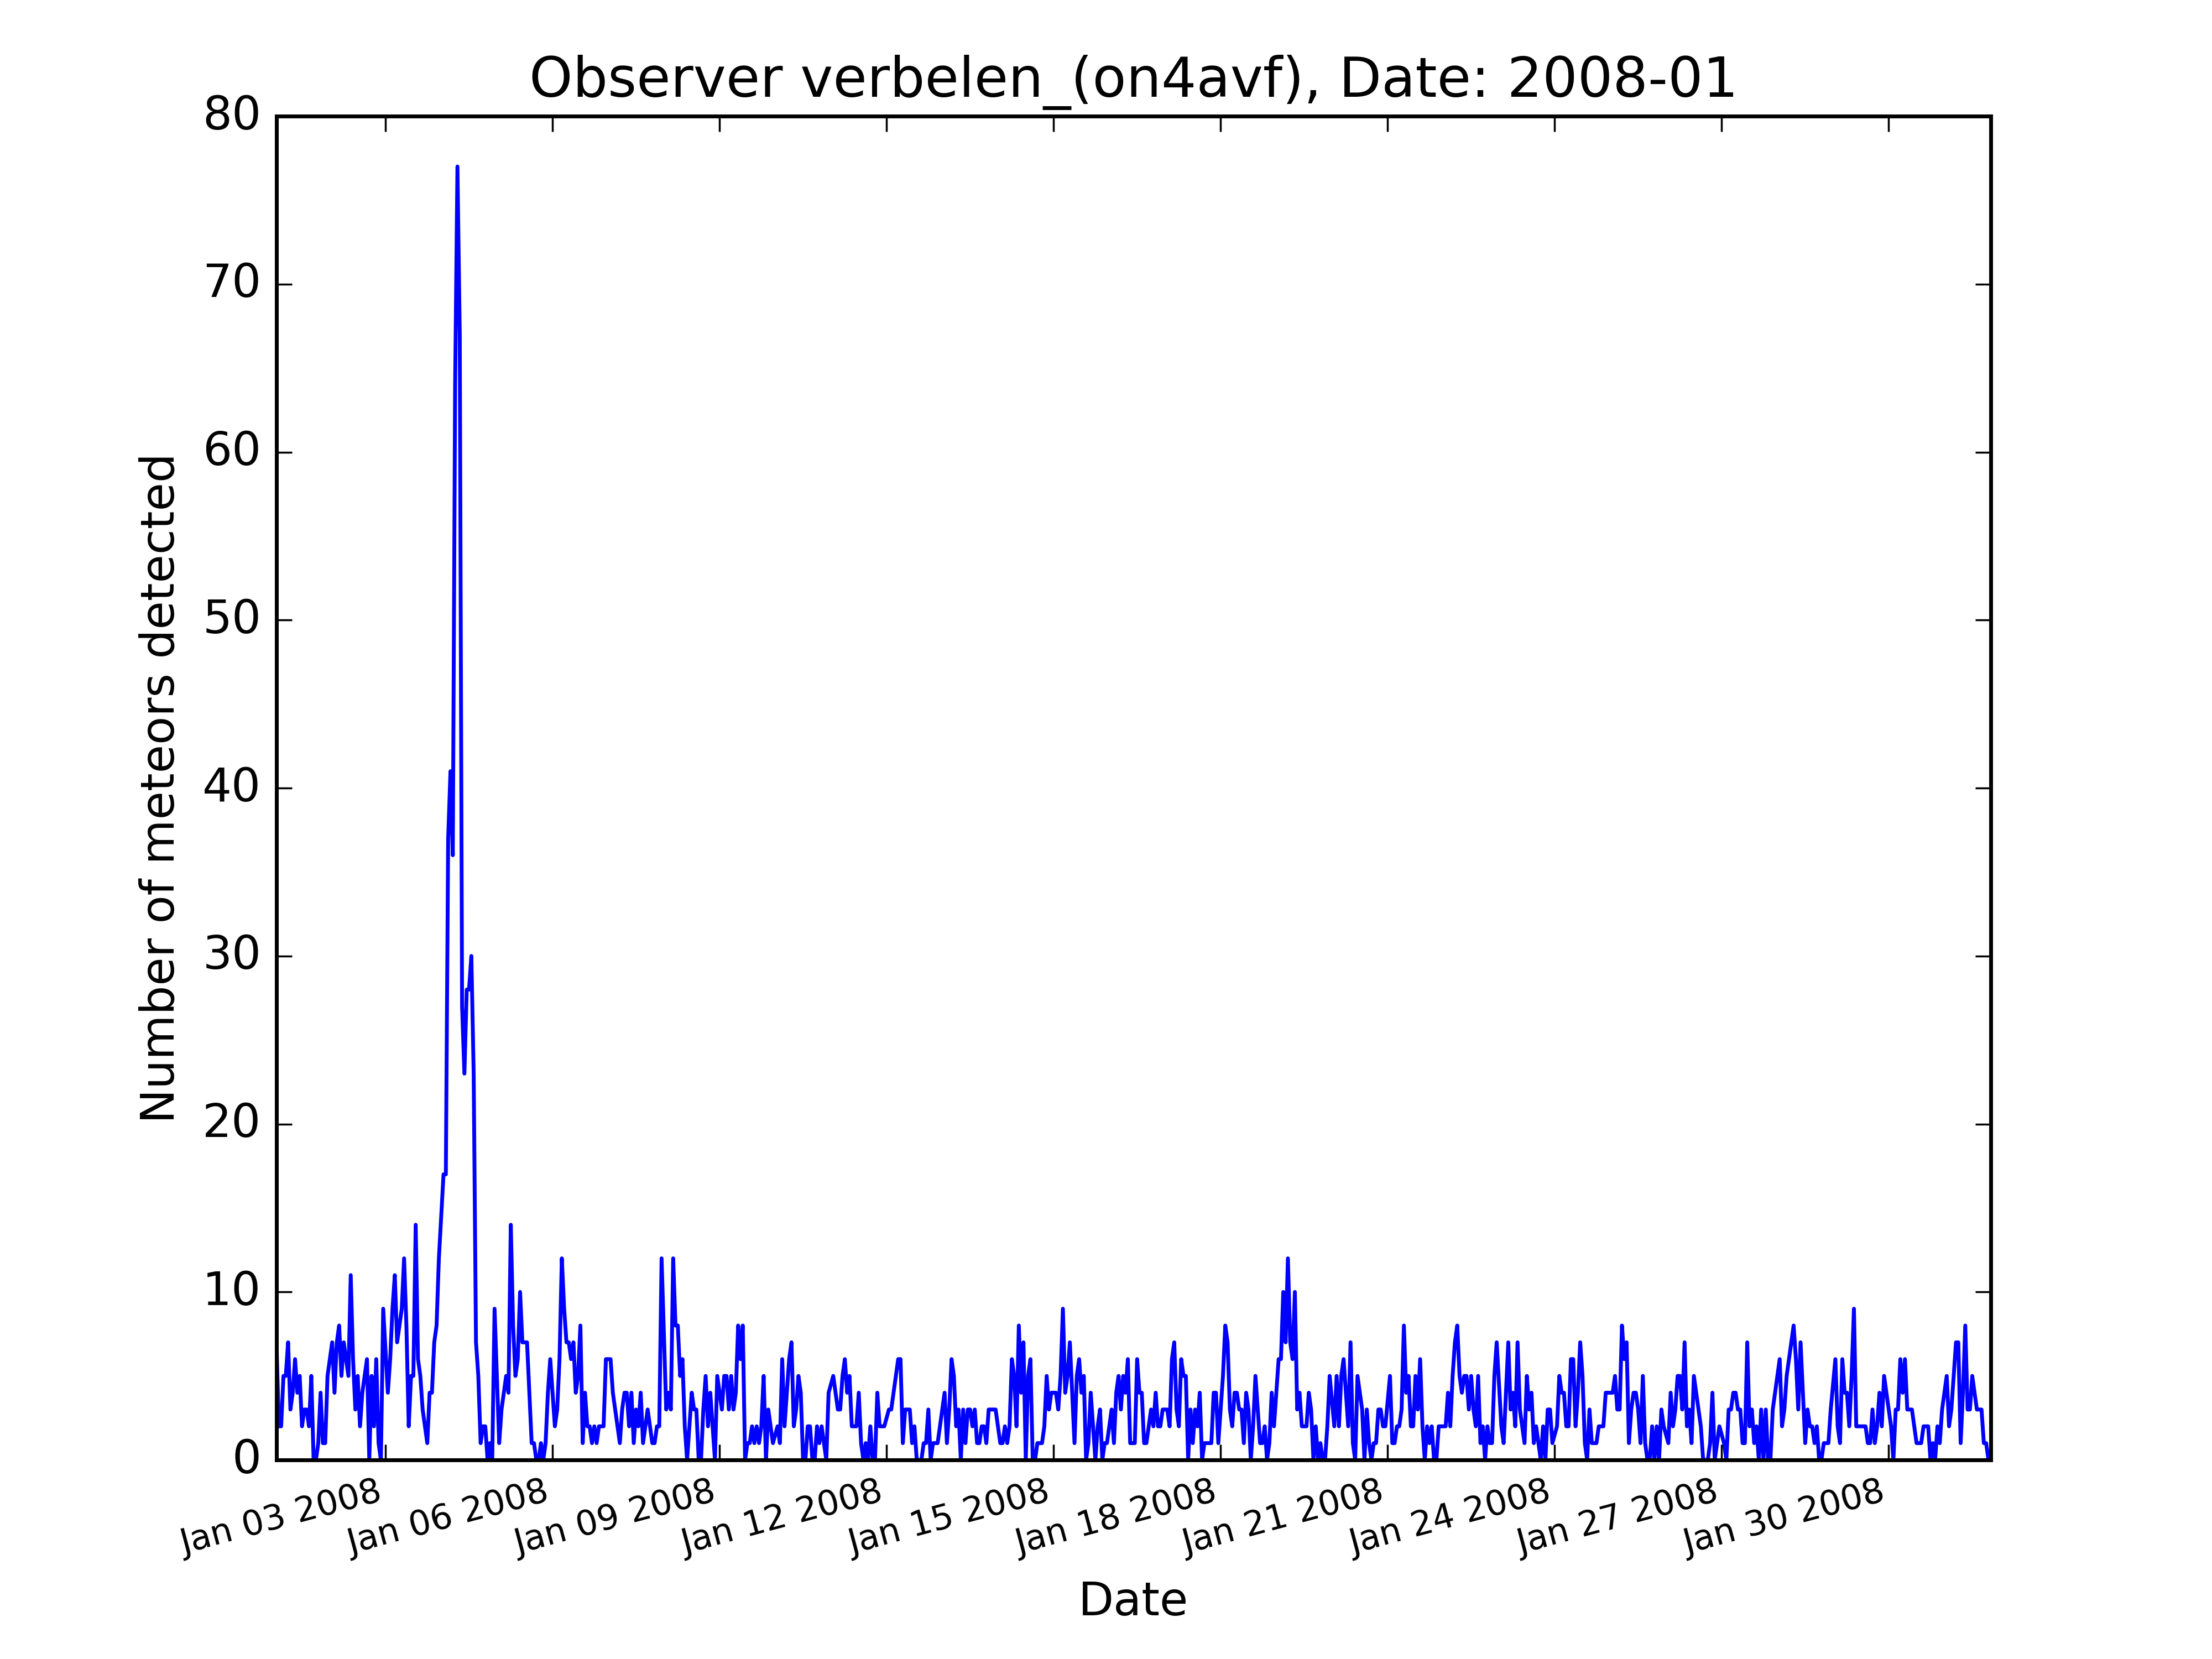 Observer verbelen_(on4avf), Date: 2008-01
Number of meteors detected
80
70
60
50
40
30
20
10
0
Jan 03 2008
Jan 06 2008
Jan 09 2008
Jan 12 2008
Jan 15 2008
Jan 18 2008
Jan 21 2008
Jan 24 2008
Jan 27 2008
Jan 30 2008
Date